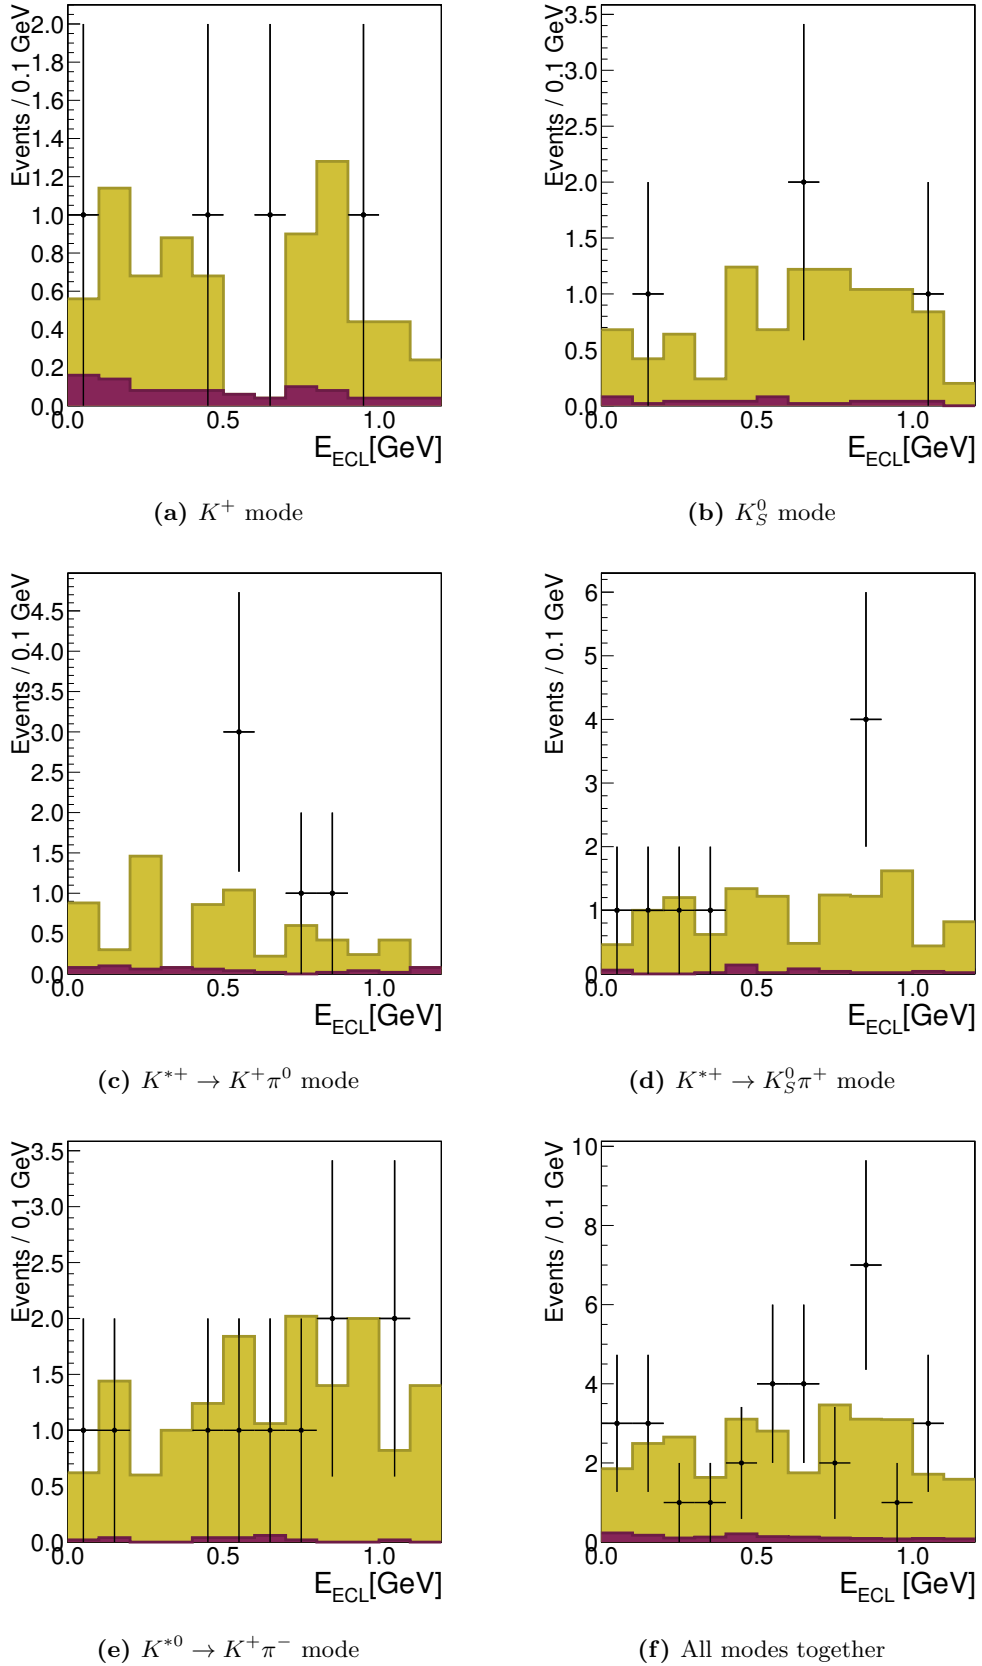 Events / 0.1 GeV
2.0
1.8
1.6
1.4
1.2
1.0
0.8
0.6
0.4
0.2
0.0
0
0.0 0.5 1.0
E_ECL[GeV]
(a) K⁺ mode
Events / 0.1 GeV
3.5
3.0
2.5
2.0
1.5
1.0
0.5
0.0
0
0.0 0.5 1.0
E_ECL[GeV]
(b) K_S^0 mode
Events / 0.1 GeV
4.5
4.0
3.0
2.5
2.0
1.5
1.0
0.5
0.0
0
0.0 0.5 1.0
E_ECL[GeV]
(c) K*⁺ → K⁺π⁰ mode
Events / 0.1 GeV
6
5
4
2
1
0
0.0 0.5 1.0
E_ECL[GeV]
(d) K*⁺ → K_S^0π⁺ mode
Events / 0.1 GeV
3.5
3.0
2.5
2.0
1.5
1.0
0.5
0.0
0
0.0 0.5 1.0
E_ECL[GeV]
(e) K*⁰ → K⁺π⁻ mode
Events / 0.1 GeV
10
8
6
4
2
0
0.0 0.5 1.0
E_ECL [GeV]
(f) All modes together